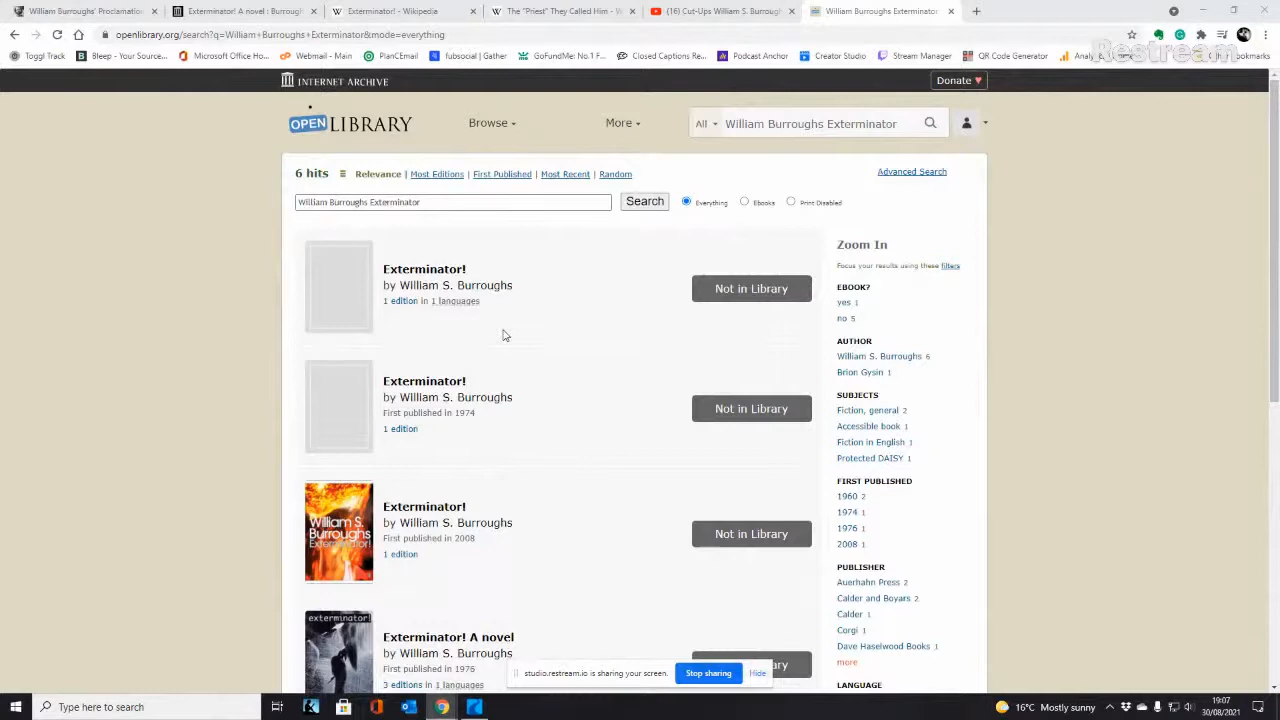 William Burroughs' Proclamation
Exterminator! A novel : Burroug
Exterminator! - Wikipedia
The "Priest" They Called Him - W
(16) Cut-Ups William S. Burrough
William Burroughs Exterminator
openlibrary.org/search?q=William+Burroughs+Exterminator&mode=everything
Toggl Track
Bleep - Your Source...
Microsoft Office Ho...
Webmail - Main
PlanCEmail
fubsocial | Gather
GoFundMe: No.1 F...
Closed Captions Re...
Podcast Anchor
Creator Studio
Stream Manager
QR Code Generator
Restream
INTERNET ARCHIVE
Donate ♥
OPEN LIBRARY
Browse
More
All
William Burroughs Exterminator
6 hits
Relevance | Most Editions | First Published | Most Recent | Random
Advanced Search
William Burroughs Exterminator
Search
Everything
Ebooks
Print Disabled
Exterminator!
by William S. Burroughs
1 edition in 1 languages
Not in Library
Exterminator!
by William S. Burroughs
First published in 1974
1 edition
Not in Library
William S.
Burroughs
Exterminator!
Exterminator!
by William S. Burroughs
First published in 2008
1 edition
Not in Library
exterminator!
Exterminator! A novel
by William S. Burroughs
First published in 1976
3 editions in 1 languages
Zoom In
Focus your results using these filters
EBOOK?
yes 1
no 5
AUTHOR
William S. Burroughs 6
Brion Gysin 1
SUBJECTS
Fiction, general 2
Accessible book 1
Fiction in English 1
Protected DAISY 1
FIRST PUBLISHED
1960 2
1974 1
1976 1
2008 1
PUBLISHER
Auerhahn Press 2
Calder and Boyars 2
Calder 1
Corgi 1
Dave Haselwood Books 1
more
LANGUAGE
studio.restream.io is sharing your screen.
Stop sharing
Hide
Type here to search
16°C Mostly sunny
19:07
30/08/2021